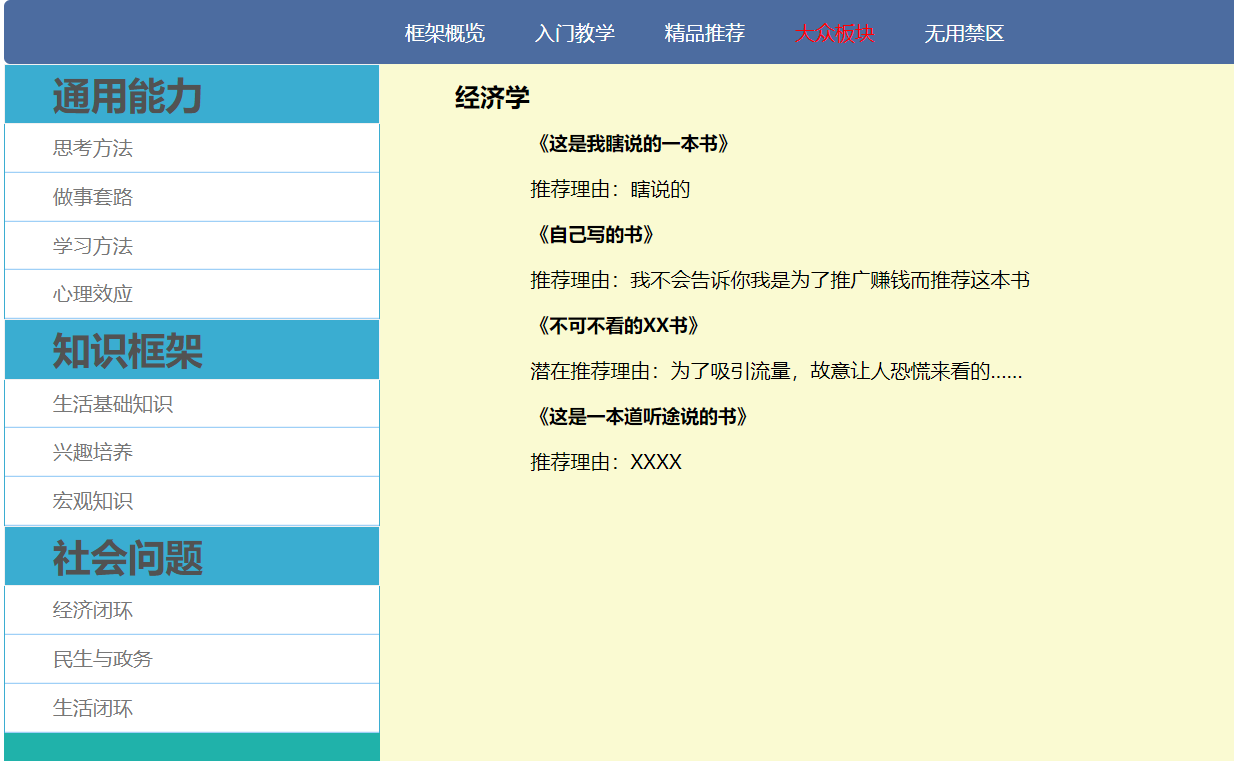 框架概览 入门教学 精品推荐 大众板块 无用禁区
通用能力
思考方法
做事套路
学习方法
心理效应
知识框架
生活基础知识
兴趣培养
宏观知识
社会问题
经济闭环
民生与政务
生活闭环
经济学
《这是我瞎说的一本书》
推荐理由：瞎说的
《自己写的书》
推荐理由：我不会告诉你我是为了推广赚钱而推荐这本书
《不可不看的XX书》
潜在推荐理由：为了吸引流量，故意让人恐慌来看的......
《这是一本道听途说的书》
推荐理由：XXXX